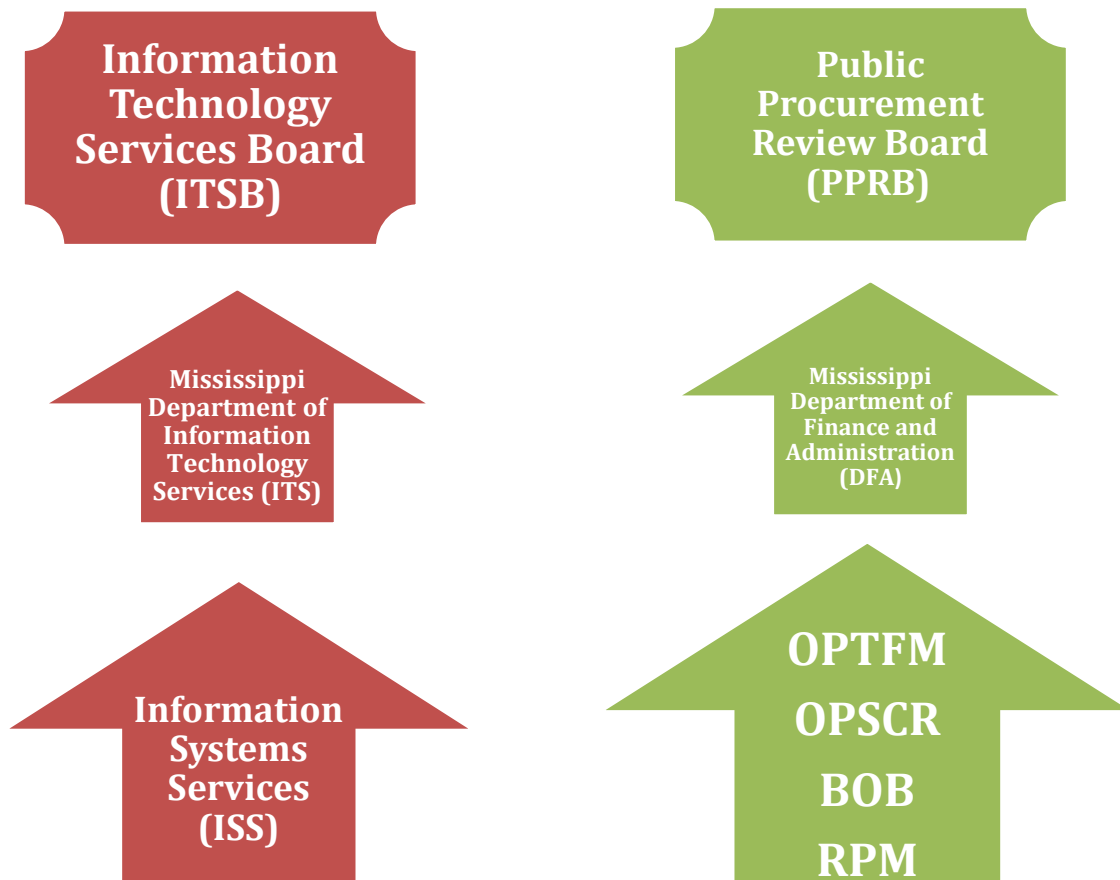 Information
Technology
Services Board
(ITSB)
Public
Procurement
Review Board
(PPRB)
Mississippi
Department of
Information
Technology
Services (ITS)
Mississippi
Department of
Finance and
Administration
(DFA)
Information
Systems
Services
(ISS)
OPTFM
OPSCR
BOB
RPM